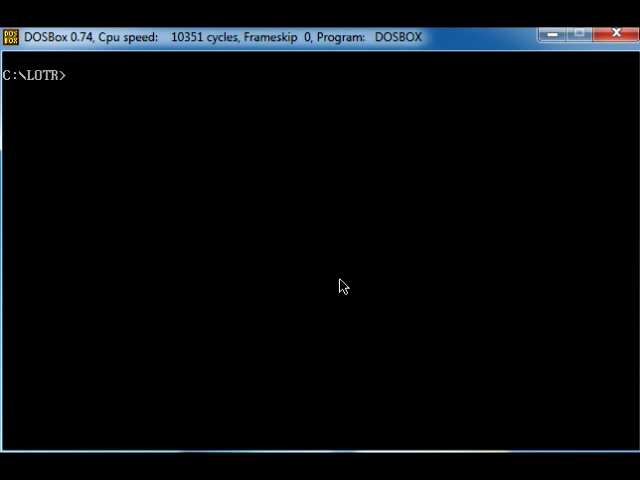 DOSBox 0.74, Cpu speed: 10351 cycles, Frameskip 0, Program: DOSBOX
C:\LOTR>